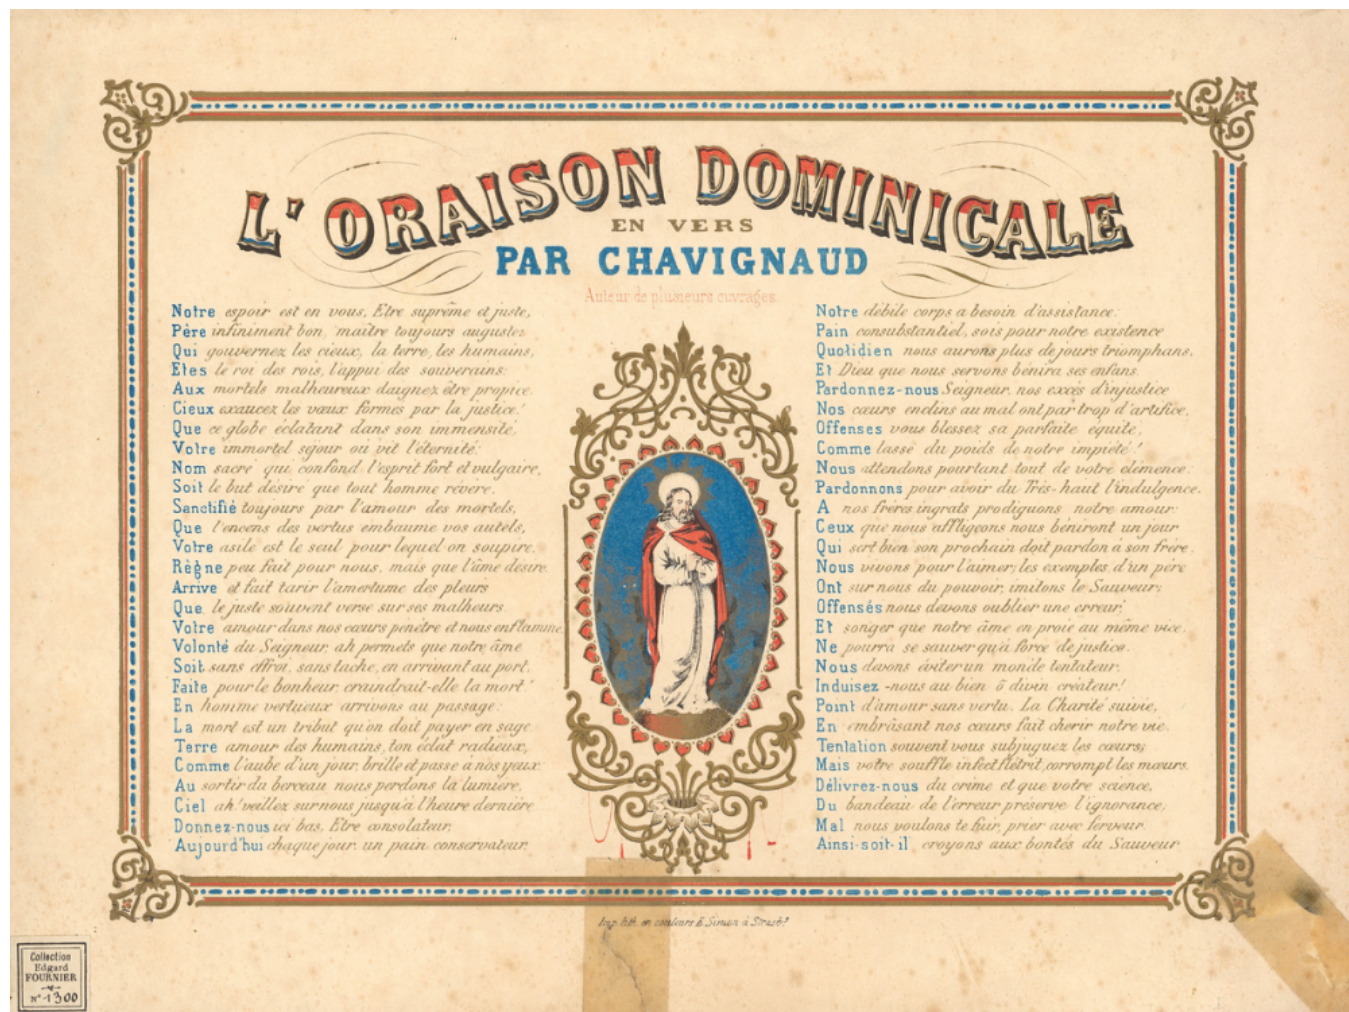 L'ORAISON DOMINICALE
EN VERS
PAR CHAVIGNAUD
Auteur de plusieurs ouvrages.
Notre espoir est en vous, Etre suprême et juste,
Père infiniment bon, maître toujours auguste;
Qui gouvernez les cieux, la terre, les humains,
Etes le roi des rois, l'appui des souverains:
Aux mortels malheureux daignez être propice.
Cieux exaucez les vœux formes par la justice!
Que ce globe éclatant dans son immensité,
Votre immortel séjour où vit l'éternité:
Nom sacré qui confond l'esprit fort et vulgaire,
Soit le but désiré que tout homme révère.
Sanctifié toujours par l'amour des mortels,
Que l'encens des vertus embaume vos autels,
Votre asile est le seul pour lequel on soupire,
Règne peu fait pour nous, mais que l'âme désire.
Arrive et fait tarir l'amertume des pleurs
Que le juste souvent verse sur ses malheurs.
Votre amour dans nos cœurs penètre et nous enflamme,
Volonté du Seigneur, ah permets que notre âme
Soit sans effroi, sans tache, en arrivant au port.
Faite pour le bonheur craindrait-elle la mort!
En homme vertueux arrivons au passage:
La mort est un tribut qu'on doit payer en sage.
Terre amour des humains, ton éclat radieux,
Comme l'aube d'un jour, brille et passe à nos yeux:
Au sortir du berceau nous perdons la lumière,
Ciel ah! veillez sur nous jusqu'à l'heure dernière
Donnez-nous ici bas, Etre consolateur,
Aujourd'hui chaque jour un pain conservateur.
Notre débile corps a besoin d'assistance:
Pain consubstantiel, sois pour notre existence
Quotidien nous aurons plus de jours triomphans,
Et Dieu que nous servons bénira ses enfans.
Pardonnez-nous Seigneur, nos excès d'injustice
Nos cœurs enclins au mal ont par trop d'artifice,
Offenses vous blessez sa parfaite équité,
Comme lassé du poids de notre impiété!
Nous attendons pourtant tout de votre clémence:
Pardonnons pour avoir du Très-haut l'indulgence.
A nos frères ingrats prodiguons notre amour:
Ceux que nous affligeons nous béniront un jour
Qui sert bien son prochain doit pardon à son frère.
Nous vivons pour l'aimer; les exemples d'un père
Ont sur nous du pouvoir, imitons le Sauveur;
Offensés nous devons oublier une erreur,
Et songer que notre âme en proie au même vice,
Ne pourra se sauver qu'à force de justice.
Nous devons éviter un monde tentateur.
Induisez-nous au bien ô divin créateur!
Point d'amour sans vertu. La Charité suivie,
En embrâsant nos cœurs fait cherir notre vie.
Tentation souvent vous subjuguez les cœurs;
Mais votre souffle infect flétrit, corrompt les mœurs.
Délivrez-nous du crime et que votre science,
Du bandeau de l'erreur préserve l'ignorance;
Mal nous voulons te fuir, prier avec ferveur.
Ainsi-soit-il croyons aux bontés du Sauveur
Imp. lith. en couleurs E. Simon à Strasbg
Collection
Edgard
FOURNIER
N° 1300